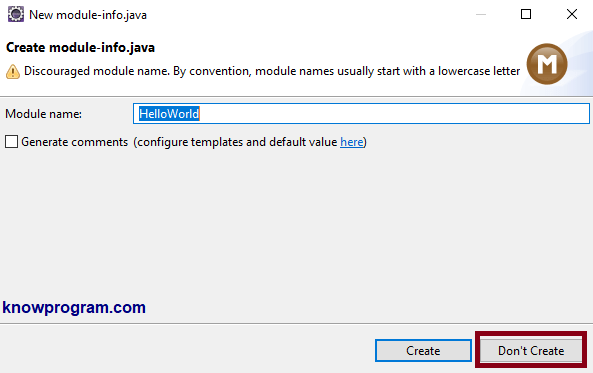 New module-info.java
Create module-info.java
Discouraged module name. By convention, module names usually start with a lowercase letter
M
Module name: HelloWorld
Generate comments (configure templates and default value here)
knowprogram.com
Create Don't Create